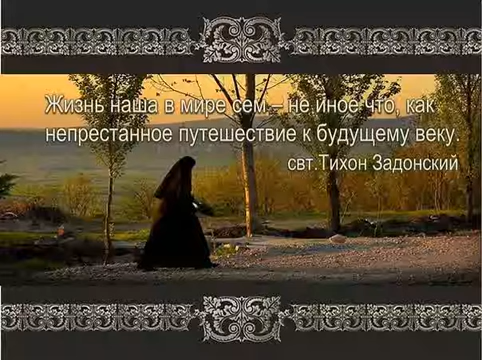 Жизнь наша в мире сем – не иное что, как
непрестанное путешествие к будущему веку.
свт.Тихон Задонский